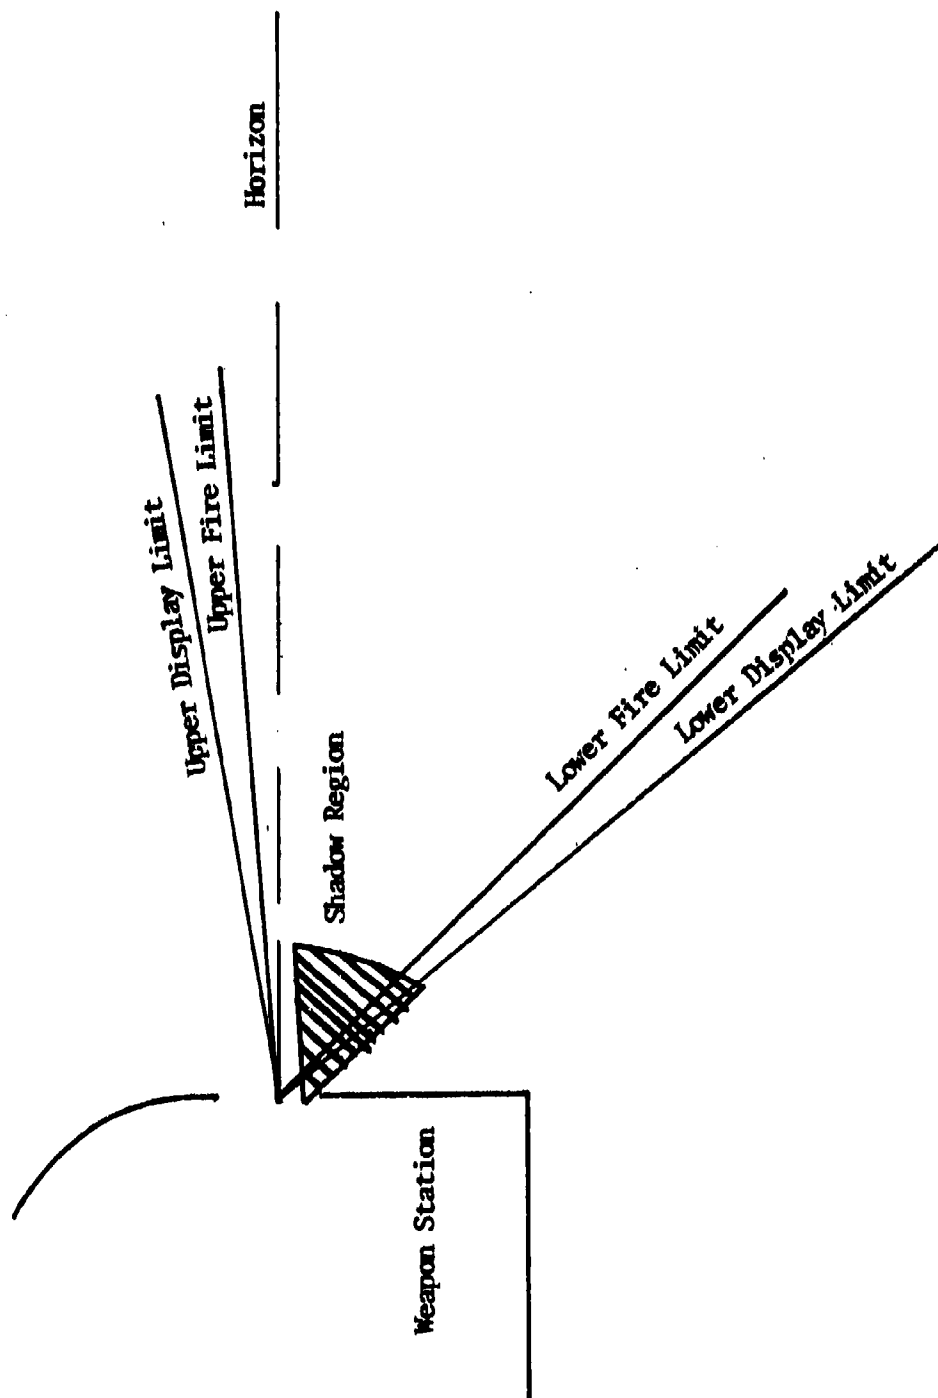 Upper Display Limit
Upper Fire Limit
Horizon
Shadow Region
Lower Fire Limit
Lower Display Limit
Weapon Station